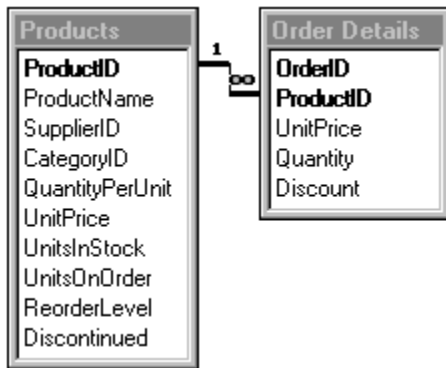 Products
ProductID
ProductName
SupplierID
CategoryID
QuantityPerUnit
UnitPrice
UnitsInStock
UnitsOnOrder
ReorderLevel
Discontinued
1
∞
Order Details
OrderID
ProductID
UnitPrice
Quantity
Discount